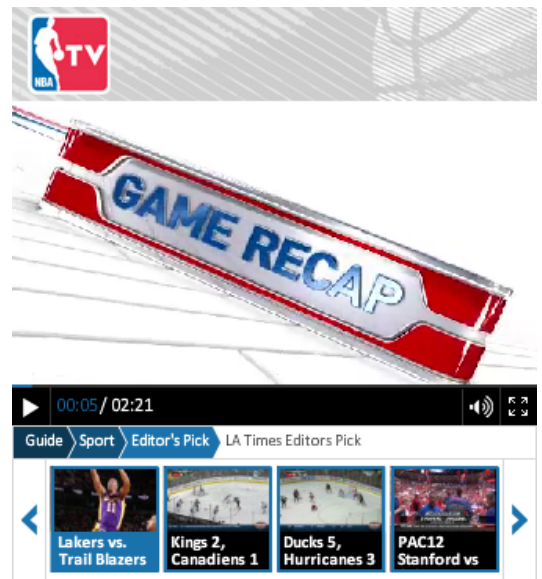 NBA
TV
GAME RECAP
00:05 / 02:21
Guide Sport Editor's Pick LA Times Editors Pick
Lakers vs.
Trail Blazers
Kings 2,
Canadiens 1
Ducks 5,
Hurricanes 3
PAC12
Stanford vs